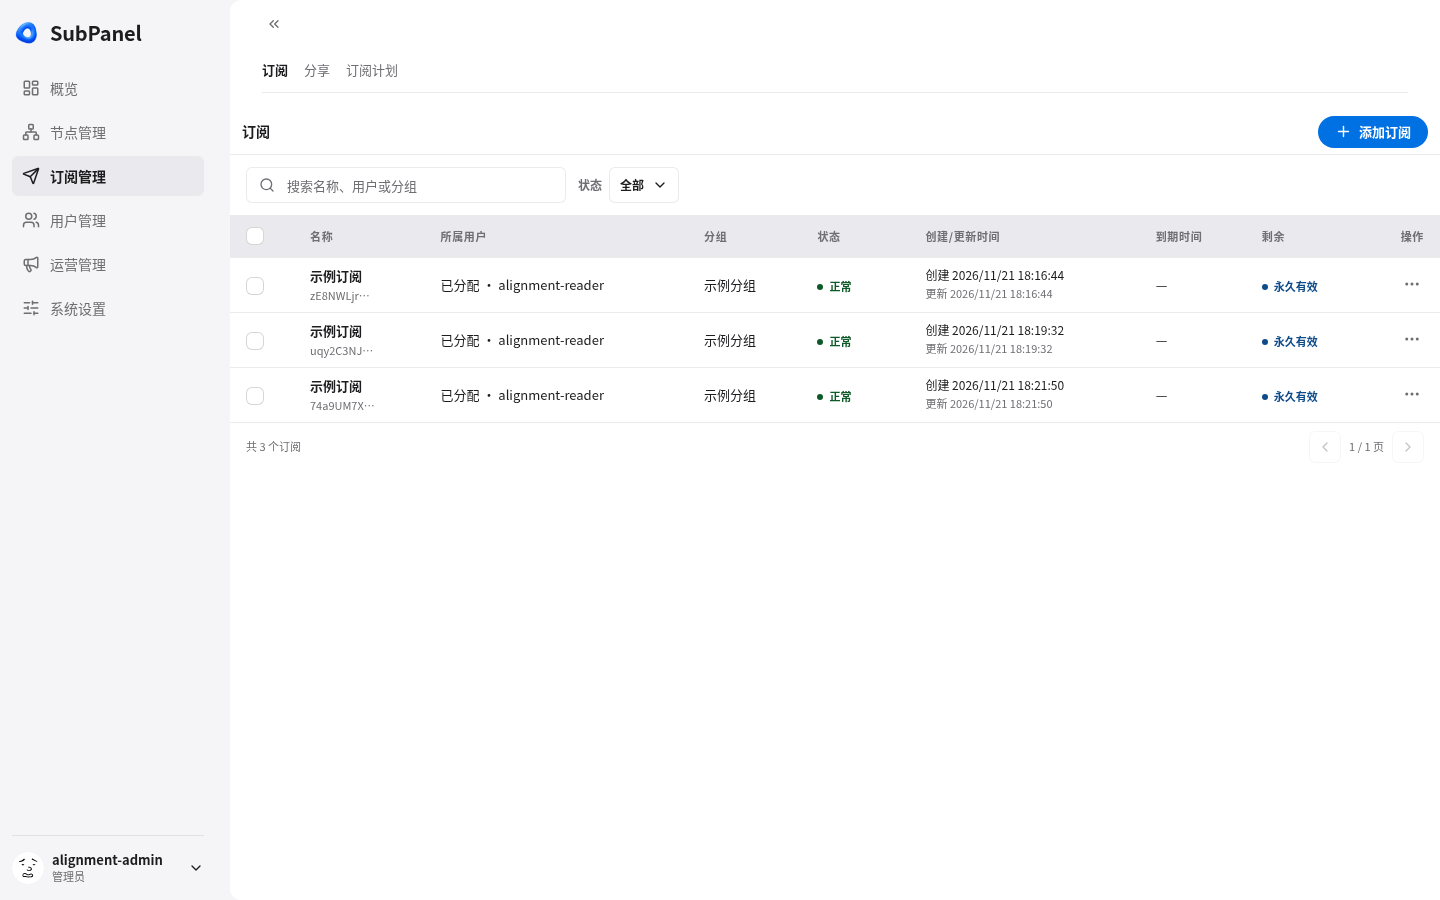 SubPanel
概览
节点管理
订阅管理
用户管理
运营管理
系统设置
alignment-admin
管理员
订阅 分享 订阅计划
订阅
添加订阅
搜索名称、用户或分组 状态 全部
名称 所属用户 分组 状态 创建/更新时间 到期时间 剩余 操作
示例订阅 已分配 · alignment-reader 示例分组 正常 创建 2026/11/21 18:16:44 — 永久有效
zE8NWLjr… 更新 2026/11/21 18:16:44
示例订阅 已分配 · alignment-reader 示例分组 正常 创建 2026/11/21 18:19:32 — 永久有效
uqy2C3NJ… 更新 2026/11/21 18:19:32
示例订阅 已分配 · alignment-reader 示例分组 正常 创建 2026/11/21 18:21:50 — 永久有效
74a9UM7X… 更新 2026/11/21 18:21:50
共 3 个订阅 1 / 1 页